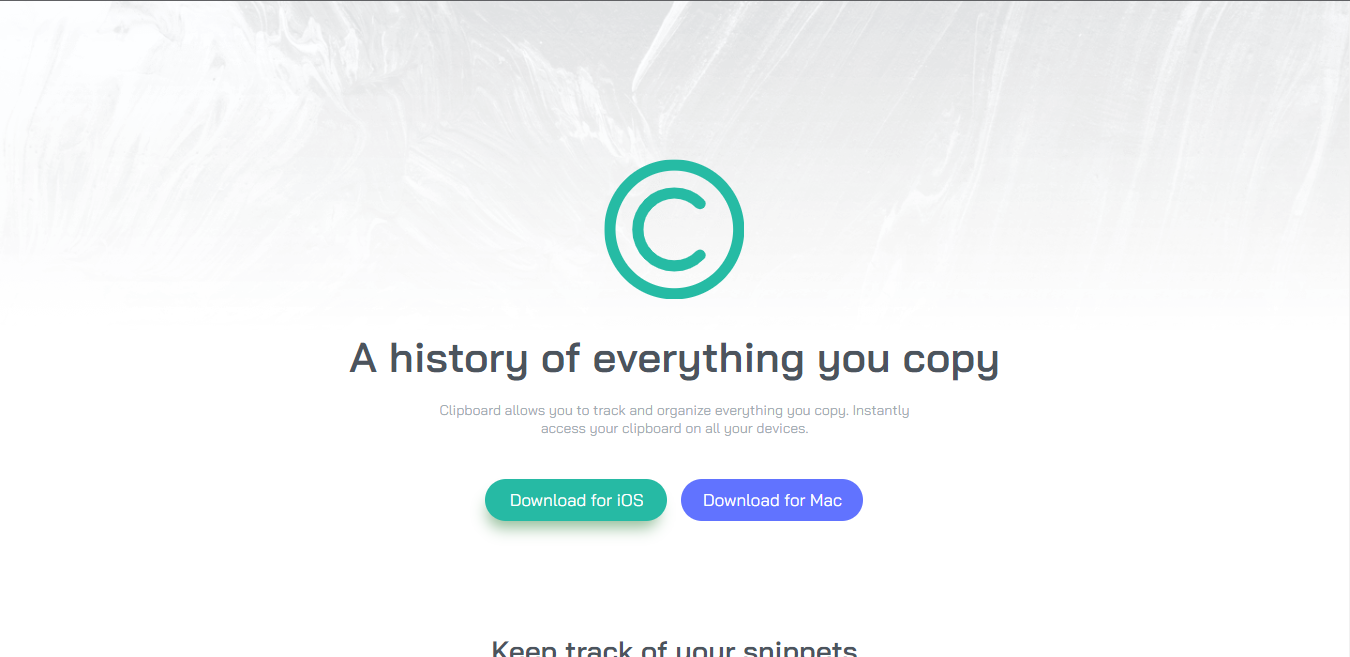 A history of everything you copy
Clipboard allows you to track and organize everything you copy. Instantly
access your clipboard on all your devices.
Download for iOS
Download for Mac
Keep track of your snippets